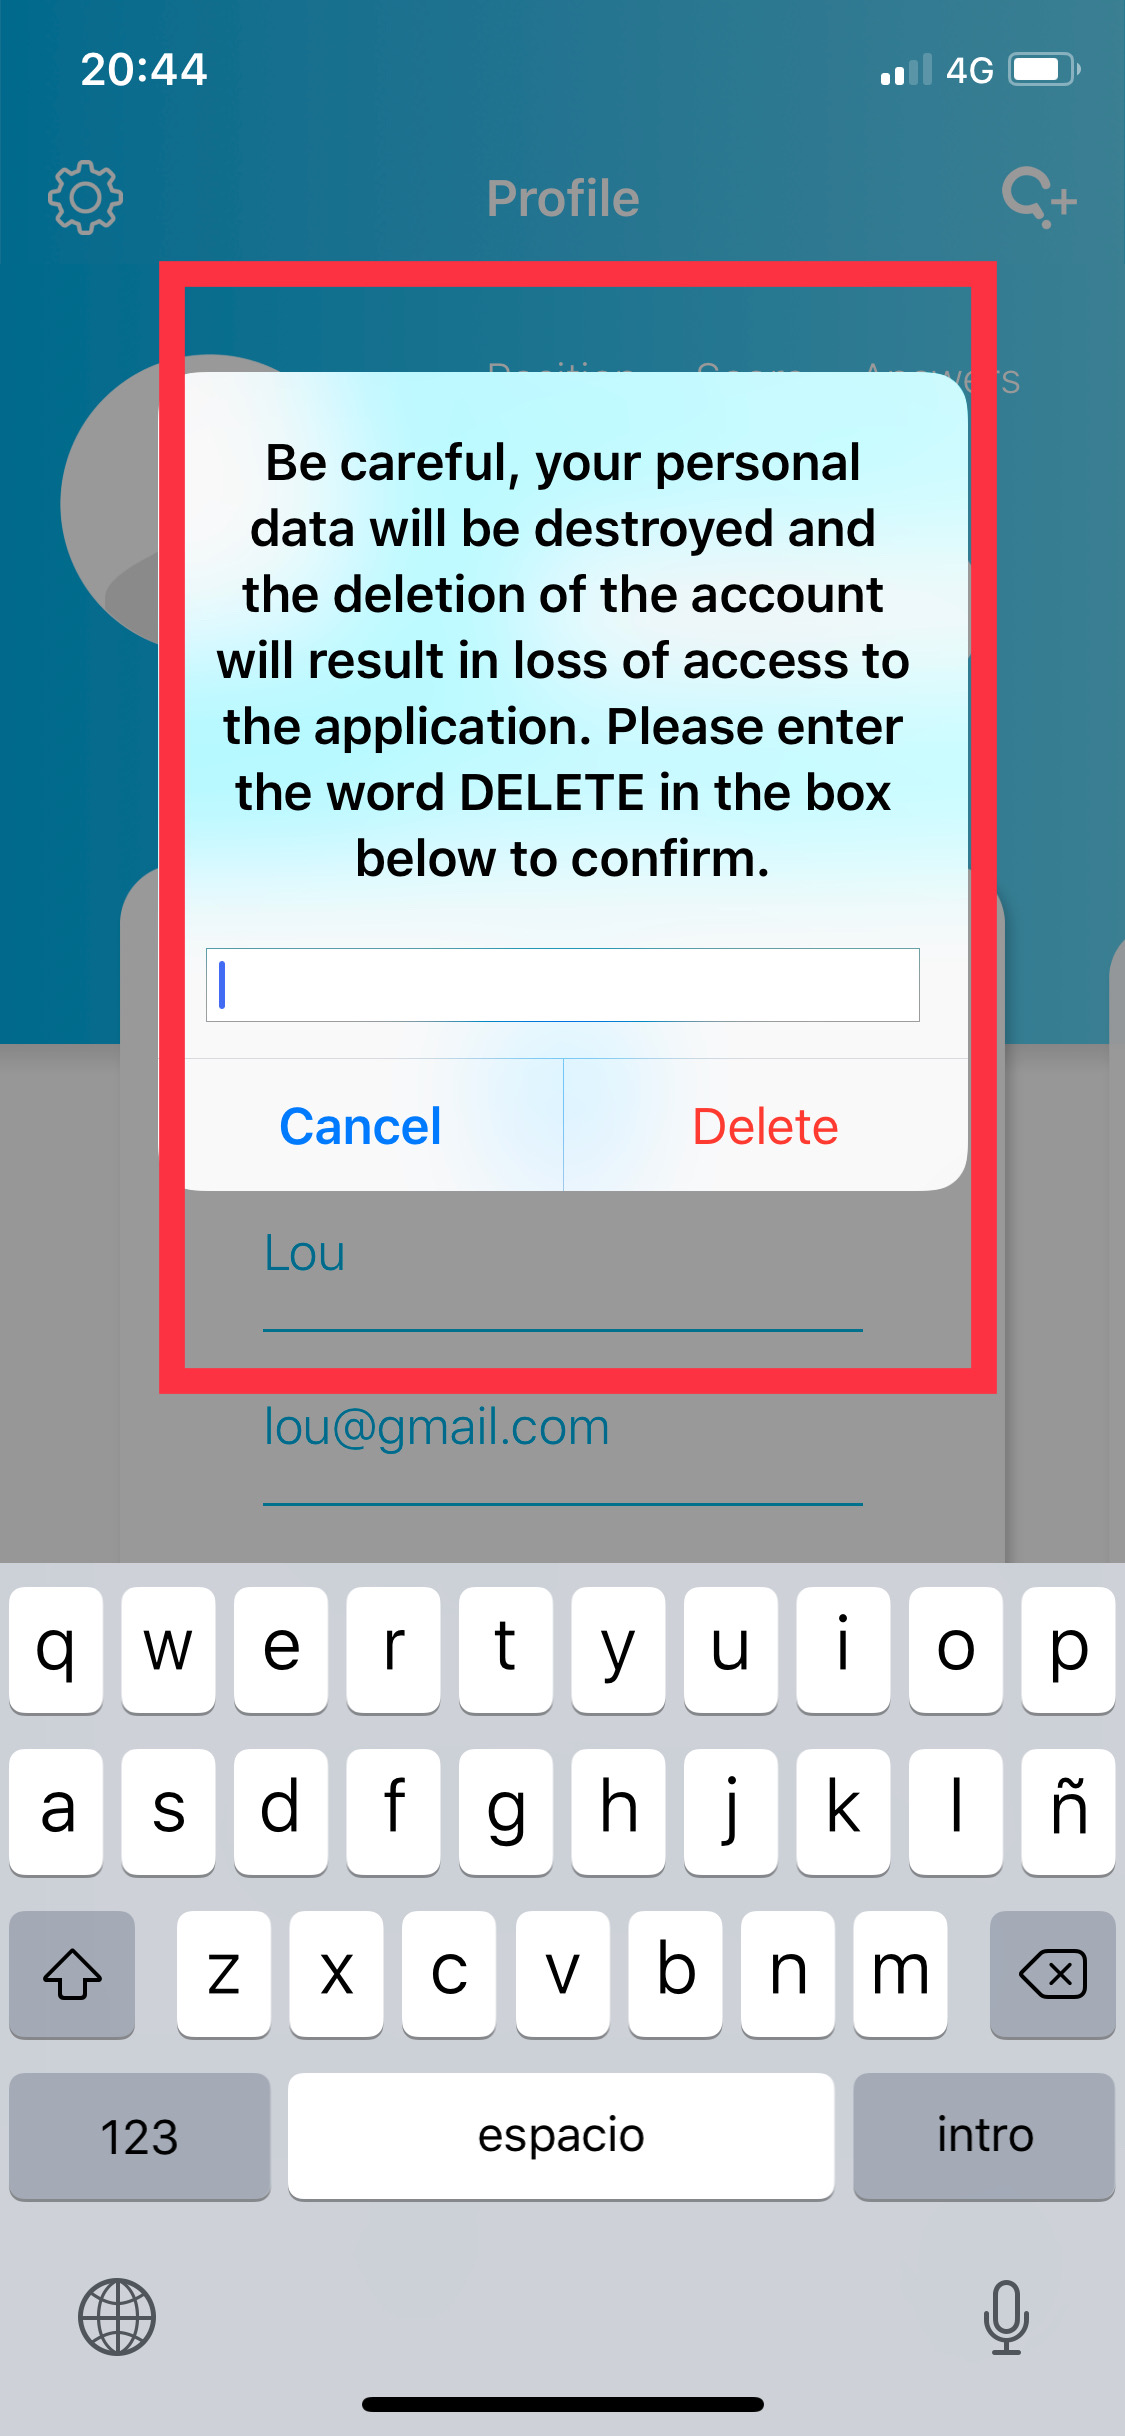 20:44
4G
Profile
Position Score Answers
Be careful, your personal
data will be destroyed and
the deletion of the account
will result in loss of access to
the application. Please enter
the word DELETE in the box
below to confirm.
Cancel Delete
Lou
lou@gmail.com
q w e r t y u i o p
a s d f g h j k l ñ
z x c v b n m
123 espacio intro